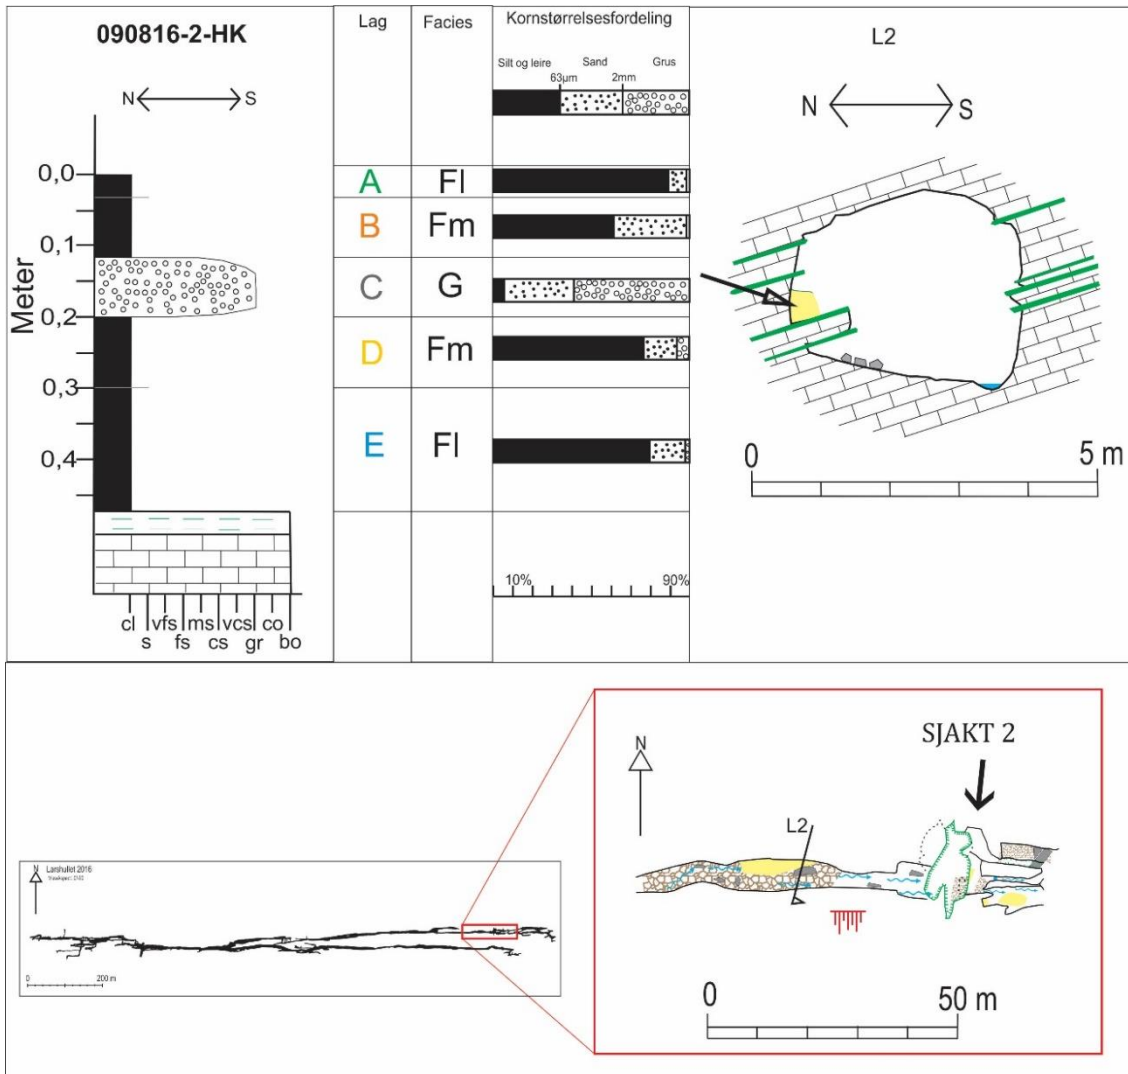 090816-2-HK
N S
Meter
0,0
0,1
0,2
0,3
0,4
cl s vfs fs ms cs vcs gr co bo
Lag Facies Kornstørrelsesfordeling
Silt og leire Sand Grus
63µm 2mm
A Fl
B Fm
C G
D Fm
E Fl
10% 90%
L2
N S
0 5 m
N
Larshullet 2016
0 200 m
N
SJAKT 2
L2
0 50 m